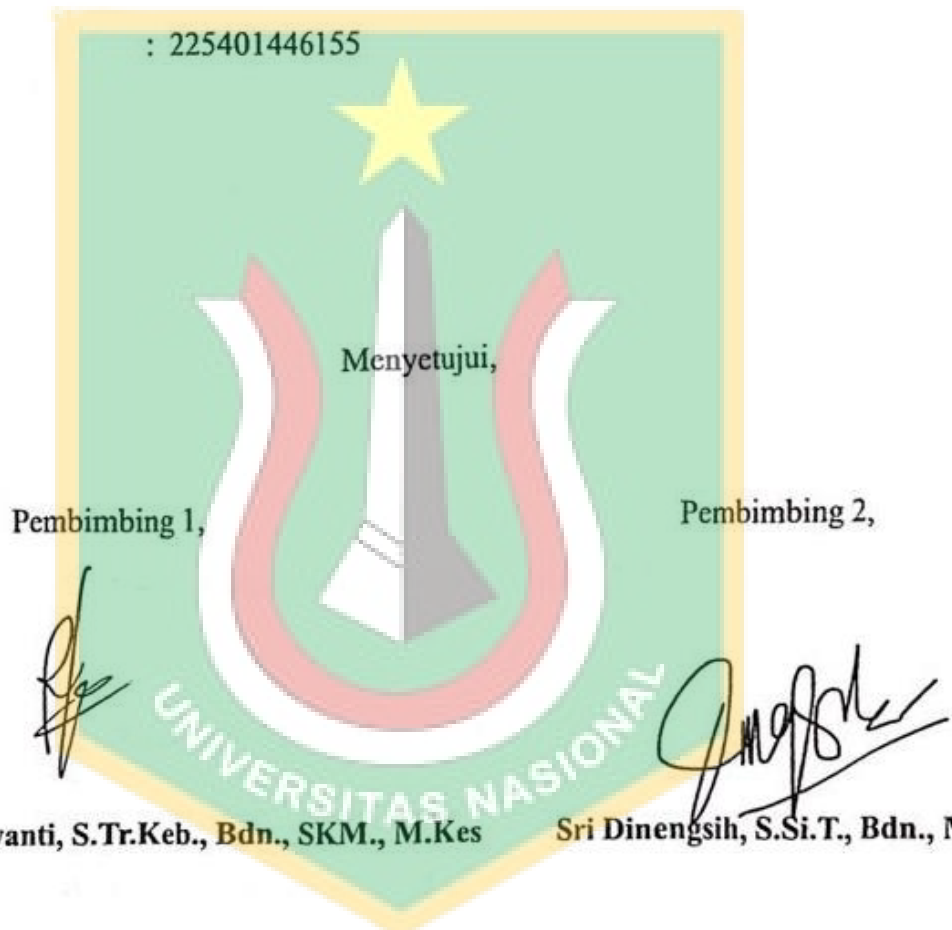 : 225401446155
Menyetujui,
Pembimbing 1,
Pembimbing 2,
UNIVERSITAS NASIONAL
S.Tr.Keb., Bdn., SKM., M.Kes
Sri Dinengsih, S.Si.T., Bdn.,